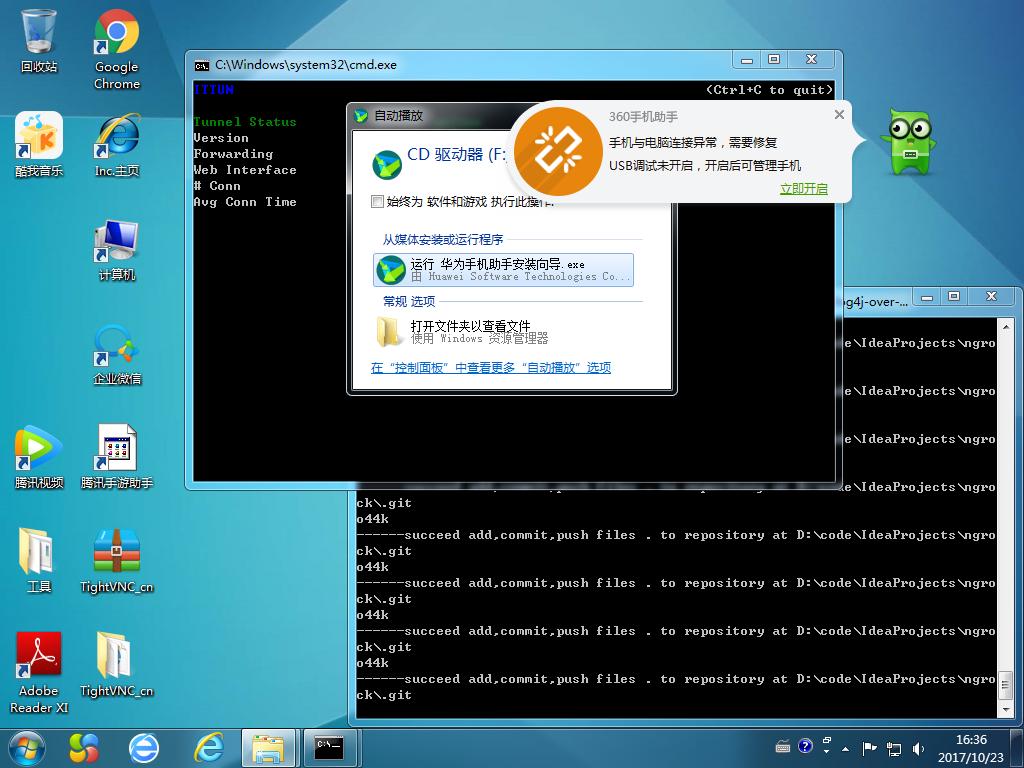 回收站
Google
Chrome
酷我音乐
Inc.主页
计算机
企业微信
腾讯视频
腾讯手游助手
工具
TightVNC_cn
Adobe
Reader XI
TightVNC_cn
C:\Windows\system32\cmd.exe
(Ctrl+C to quit)
Tunnel Status
Version
Forwarding
Web Interface
# Conn
Avg Conn Time
自动播放
CD 驱动器 (F:
始终为 软件和游戏 执行此操作:
从媒体安装或运行程序
运行 华为手机助手安装向导.exe
由 Huawei Software Technologies Co...
常规 选项
打开文件夹以查看文件
使用 Windows 资源管理器
在“控制面板”中查看更多“自动播放”选项
360手机助手
手机与电脑连接异常，需要修复
USB调试未开启，开启后可管理手机
立即开启
og4j-over-...
e\IdeaProjects\ngro
e\IdeaProjects\ngro
e\IdeaProjects\ngro
e\IdeaProjects\ngro
ck\.git
o44k
------succeed add,commit,push files . to repository at D:\code\IdeaProjects\ngro
ck\.git
o44k
------succeed add,commit,push files . to repository at D:\code\IdeaProjects\ngro
ck\.git
o44k
------succeed add,commit,push files . to repository at D:\code\IdeaProjects\ngro
ck\.git
o44k
------succeed add,commit,push files . to repository at D:\code\IdeaProjects\ngro
ck\.git
16:36
2017/10/23